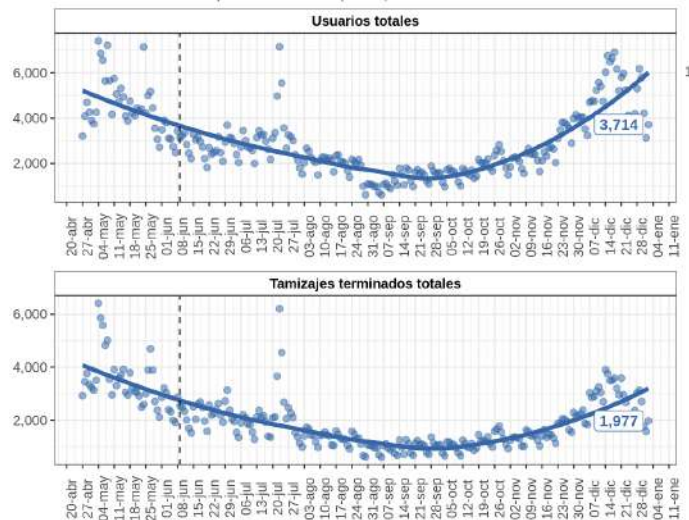 Usuarios totales
6,000
4,000
2,000
3,714
20-abr
27-abr
04-may
11-may
18-may
25-may
01-jun
08-jun
15-jun
22-jun
29-jun
06-jul
13-jul
20-jul
27-jul
03-ago
10-ago
17-ago
24-ago
31-ago
07-sep
14-sep
21-sep
28-sep
05-oct
12-oct
19-oct
26-oct
02-nov
09-nov
16-nov
23-nov
30-nov
07-dic
14-dic
21-dic
28-dic
04-ene
11-ene
Tamizajes terminados totales
6,000
4,000
2,000
1,977
20-abr
27-abr
04-may
11-may
18-may
25-may
01-jun
08-jun
15-jun
22-jun
29-jun
06-jul
13-jul
20-jul
27-jul
03-ago
10-ago
17-ago
24-ago
31-ago
07-sep
14-sep
21-sep
28-sep
05-oct
12-oct
19-oct
26-oct
02-nov
09-nov
16-nov
23-nov
30-nov
07-dic
14-dic
21-dic
28-dic
04-ene
11-ene